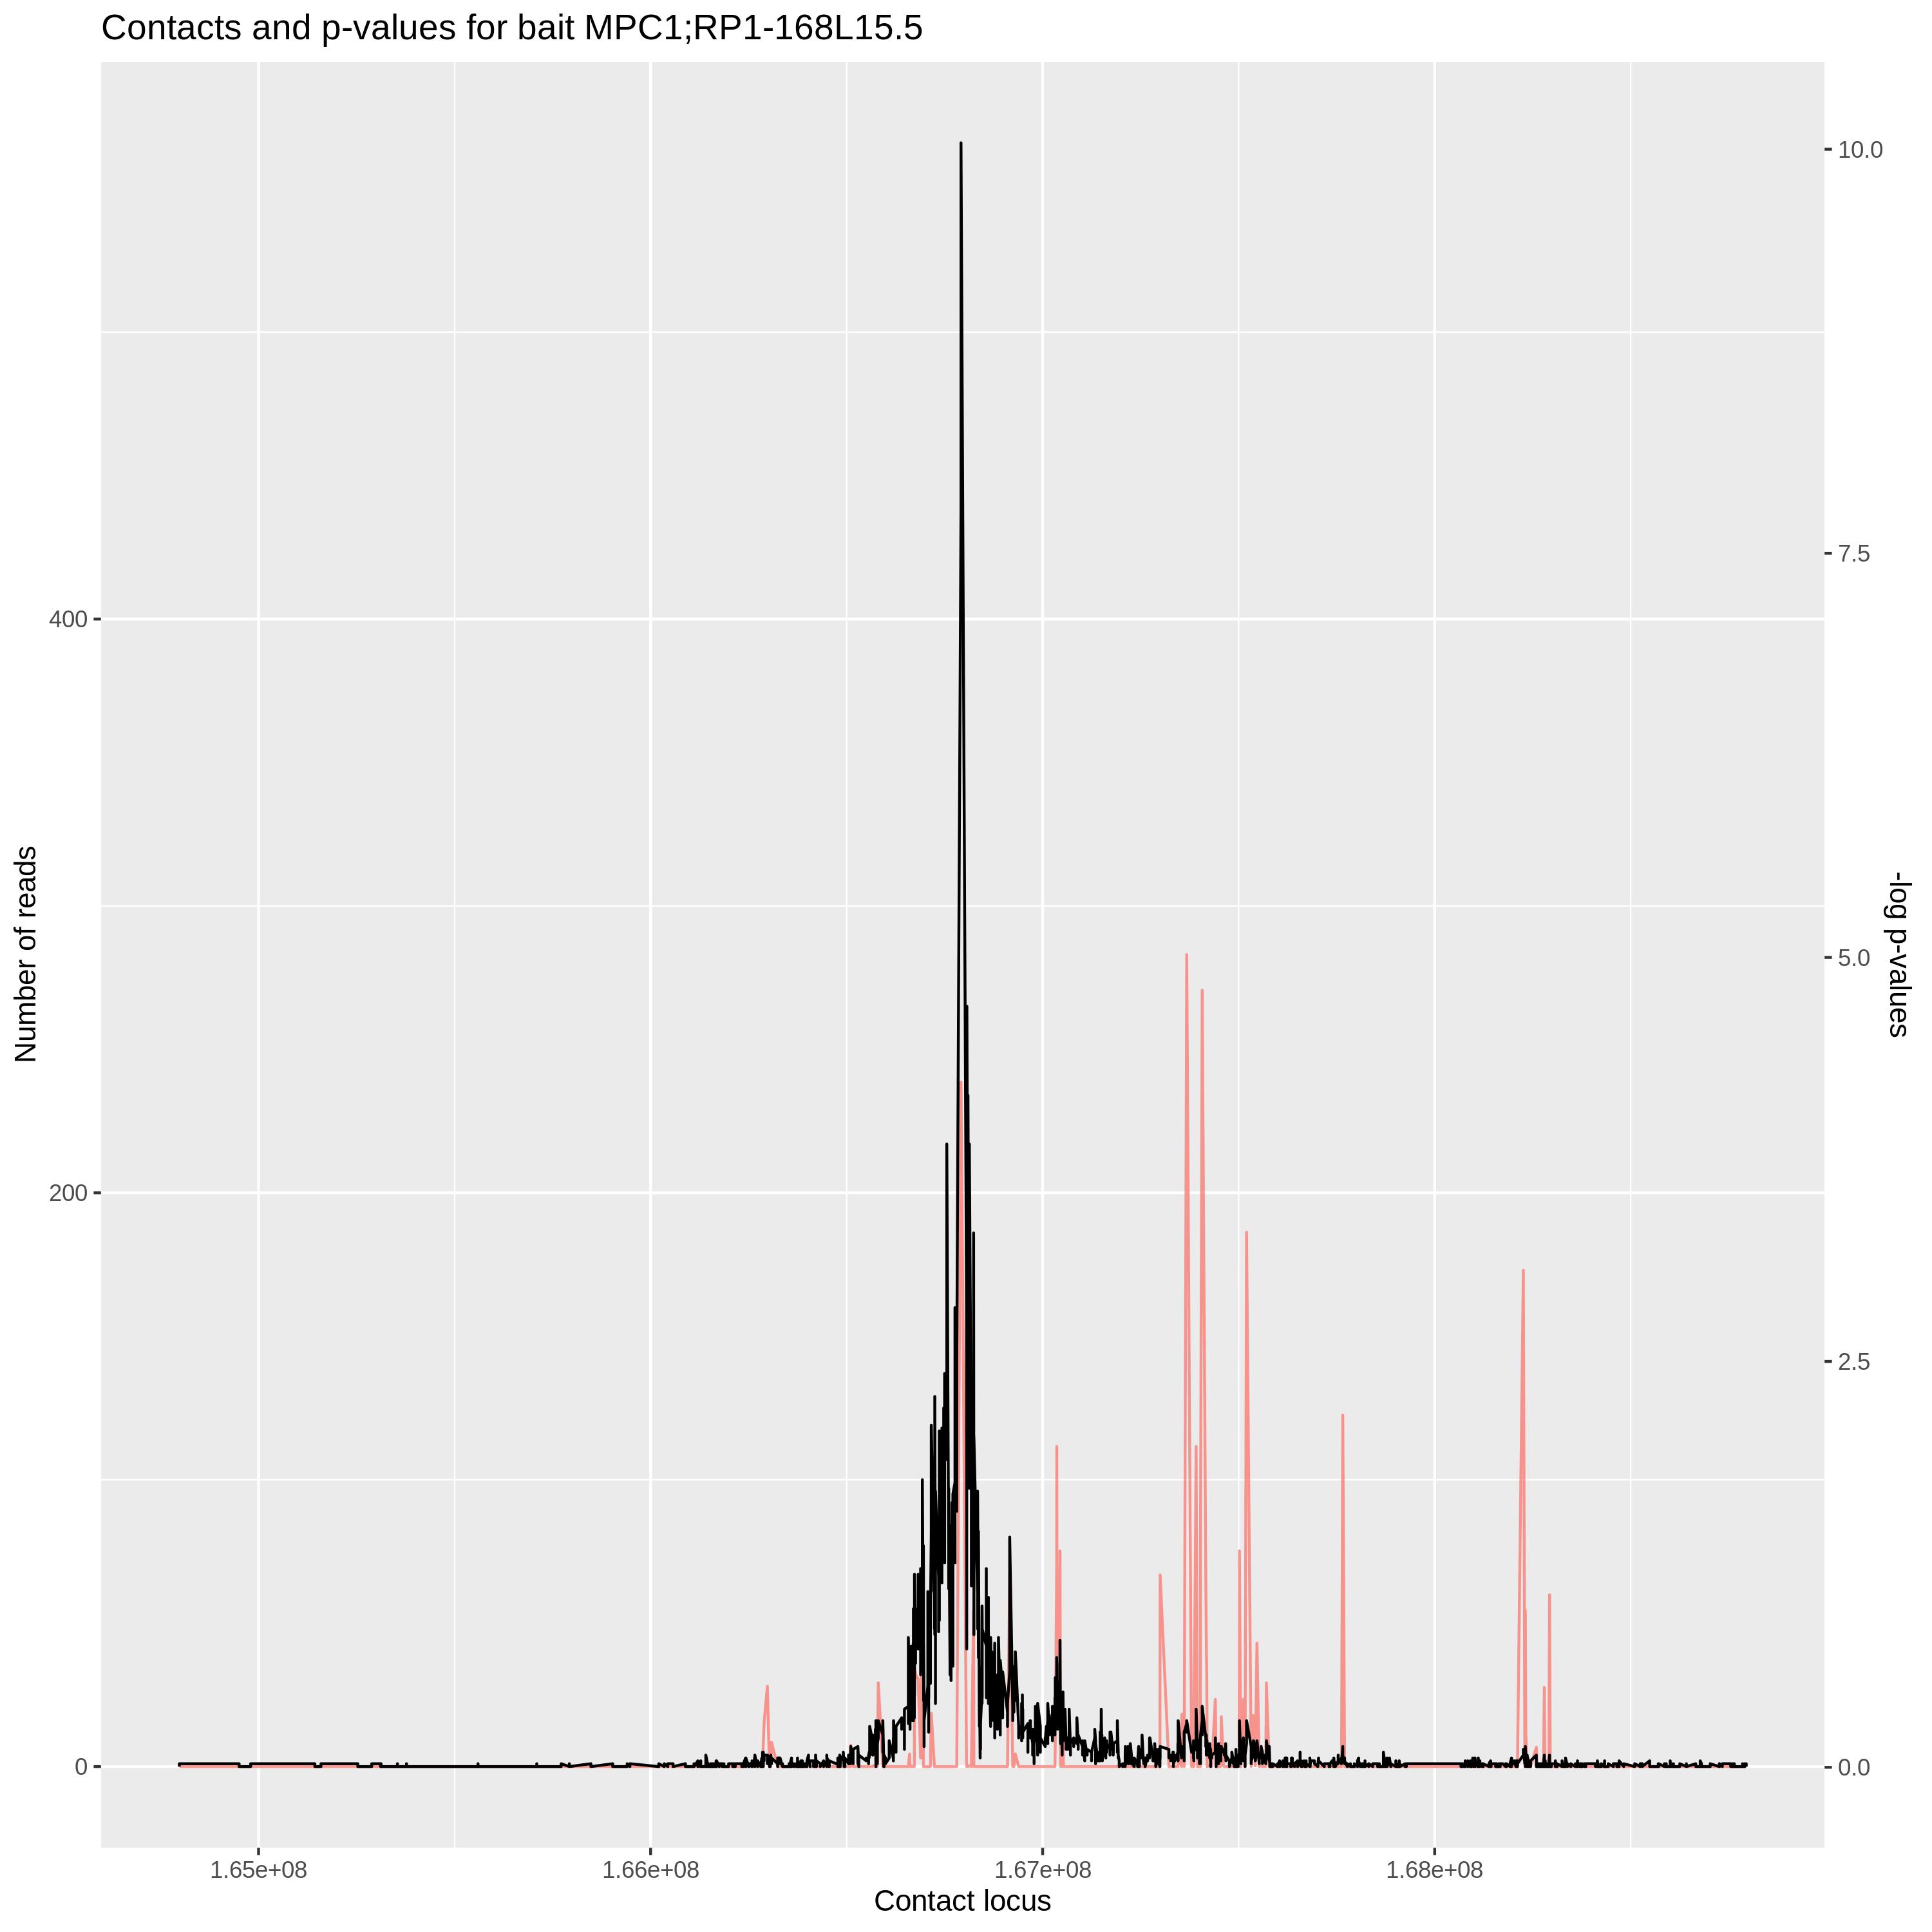 Contacts and p-values for bait MPC1;RP1-168L15.5
10.0
7.5
400
5.0
Number of reads
-log p-values
200
2.5
0
0.0
1.65e+08
1.66e+08
1.67e+08
1.68e+08
Contact locus